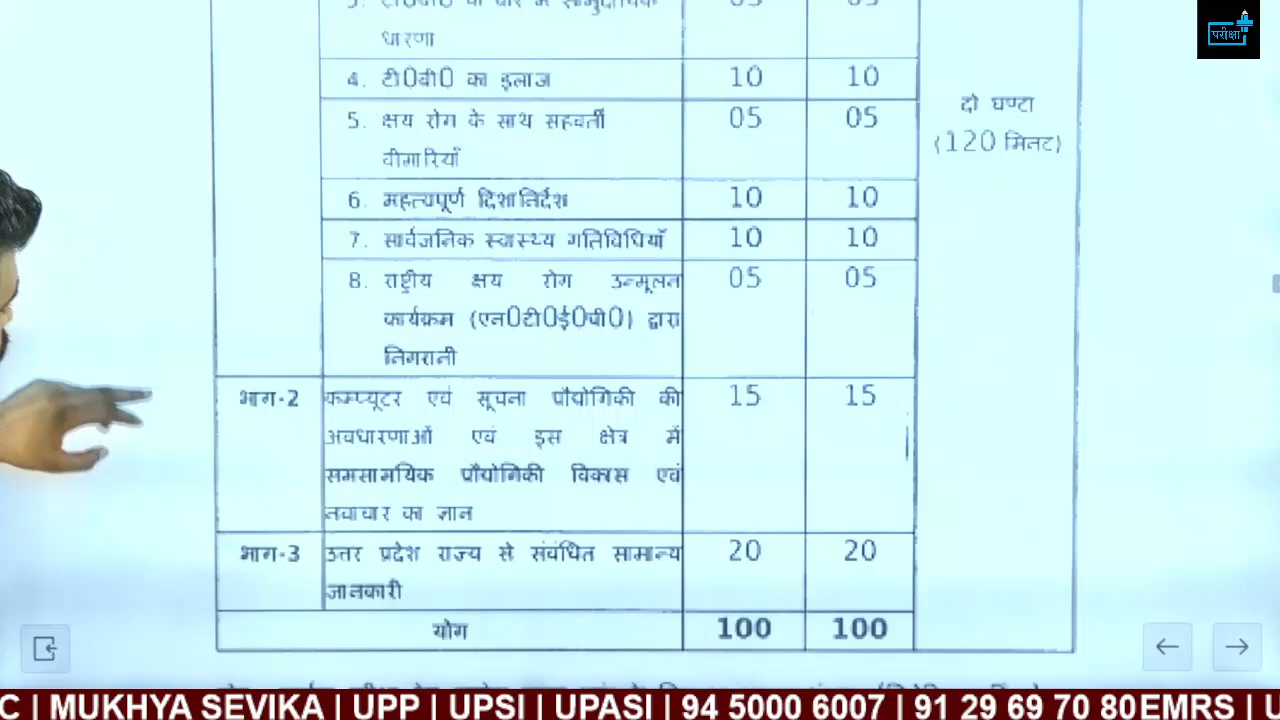 परीक्षा
धारणा
4. टी0वी0 का इलाज 10 10
दो घण्टा
5. क्षय रोग के साथ सहवर्ती 05 05
(120 मिनट)
वीमारियाँ
6. महत्वपूर्ण दिशानिर्देश 10 10
7. सार्वजनिक स्वास्थ्य गतिविधियाँ 10 10
8. राष्ट्रीय क्षय रोग उन्मूलन 05 05
कार्यक्रम (एन0टी0ई0पी0) द्वारा
निगरानी
भाग-2 कम्प्यूटर एवं सूचना प्रौद्योगिकी की 15 15
अवधारणाओं एवं इस क्षेत्र में
समसामयिक प्रौद्योगिकी विकास एवं
नवाचार का ज्ञान
भाग-3 उत्तर प्रदेश राज्य से संबंधित सामान्य 20 20
जानकारी
योग 100 100
C | MUKHYA SEVIKA | UPP | UPSI | UPASI | 94 5000 6007 | 91 29 69 70 80 EMRS | U